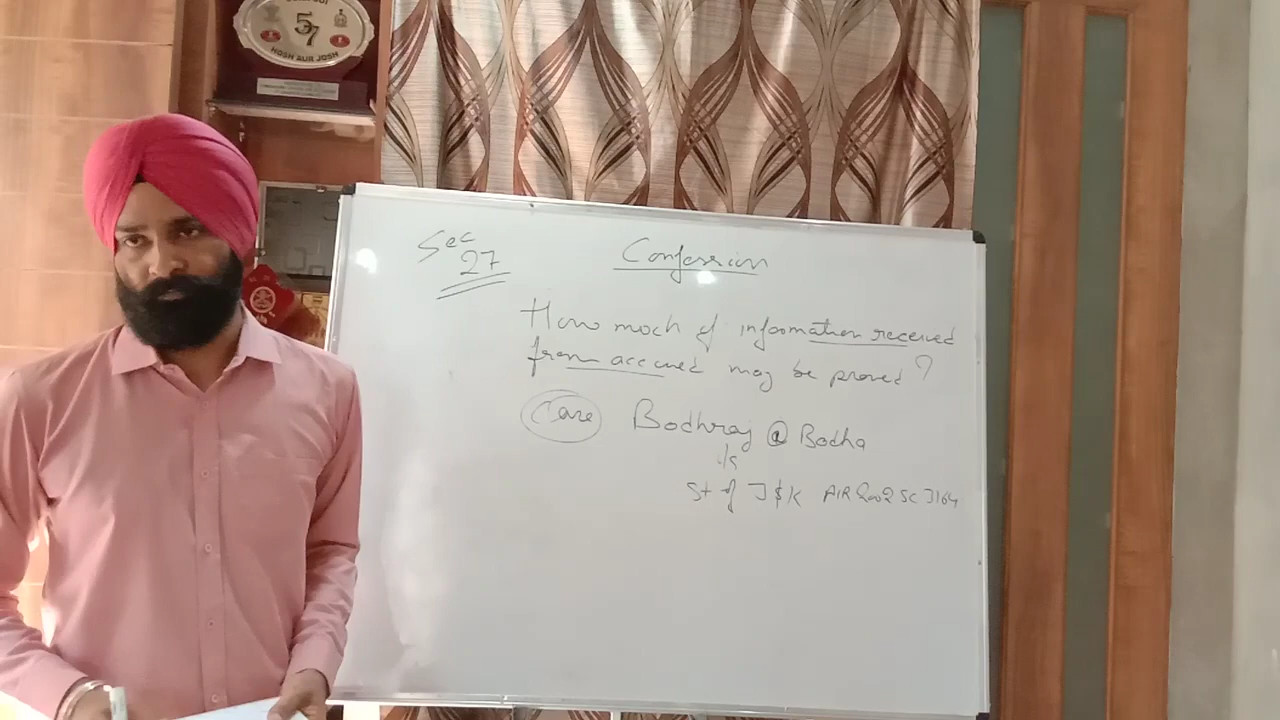 57
HOSH AUR JOSH
Sec
27
Confession
How much of information received
from accused may be proved ?
Case Bodhraj @ Bodha
v/s
St of J & K AIR 2002 SC 3164